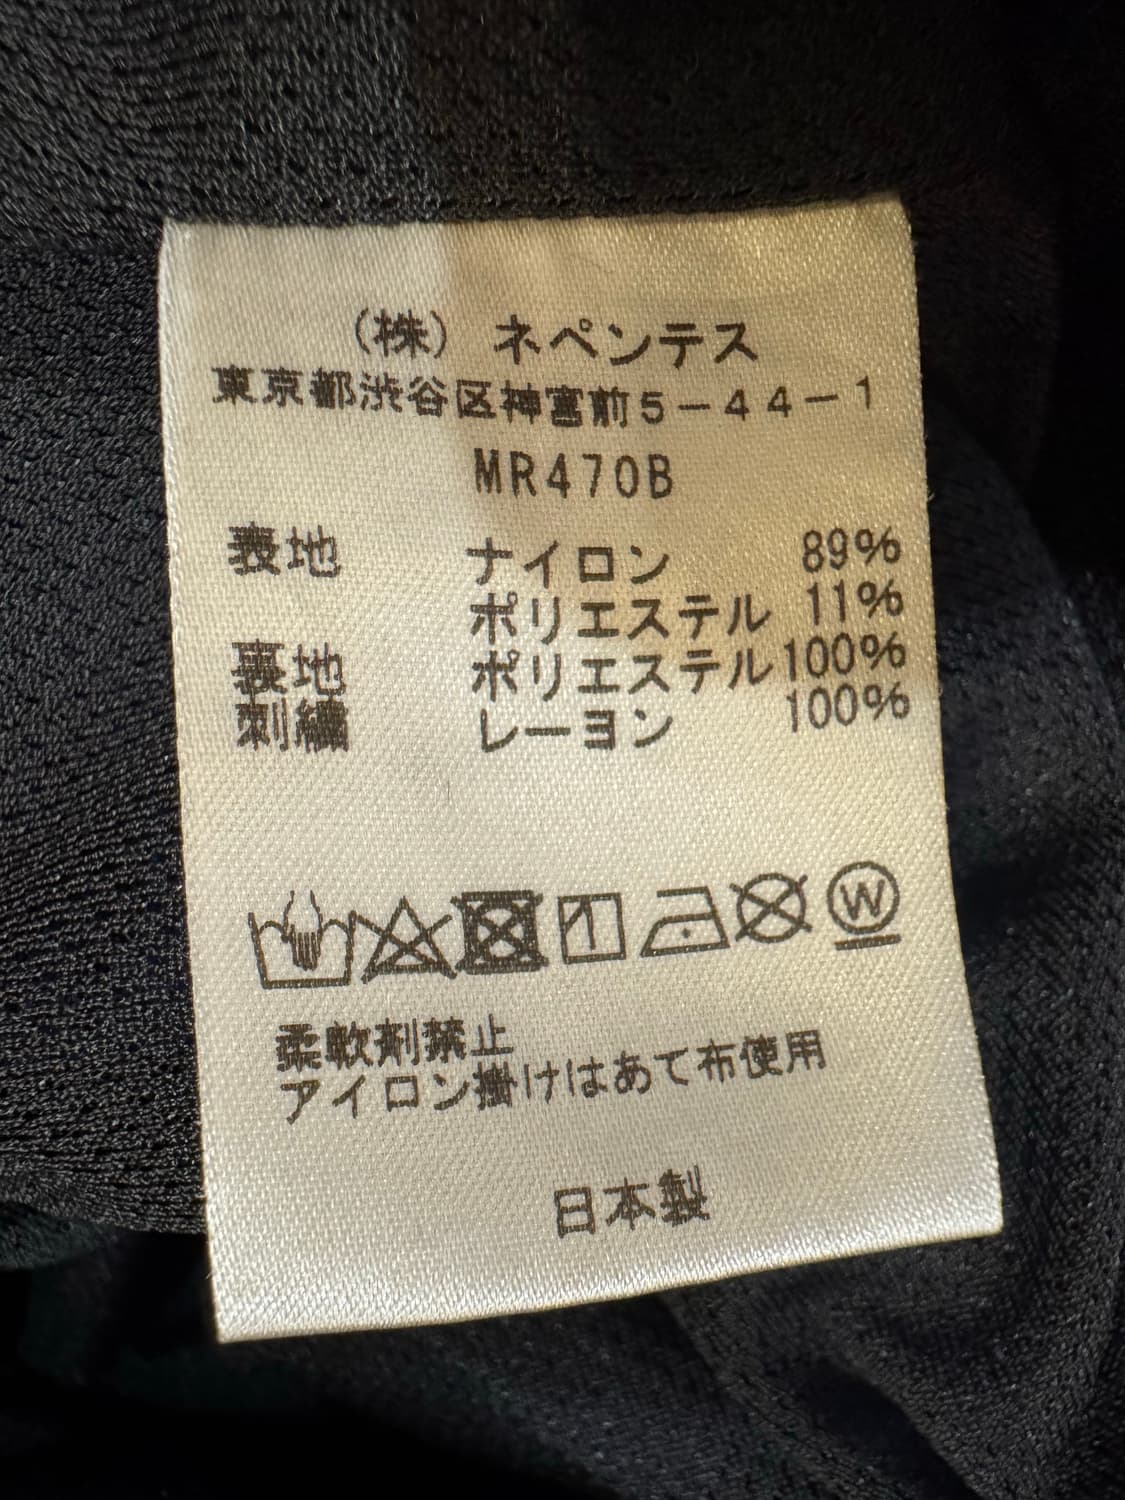 (株) ネペンテス
東京都渋谷区神宮前5-44-1
MR470B
表地 ナイロン 89%
ポリエステル 11%
裏地 ポリエステル 100%
刺繍 レーヨン 100%
1 W
柔軟剤禁止
アイロン掛けはあて布使用
日本製